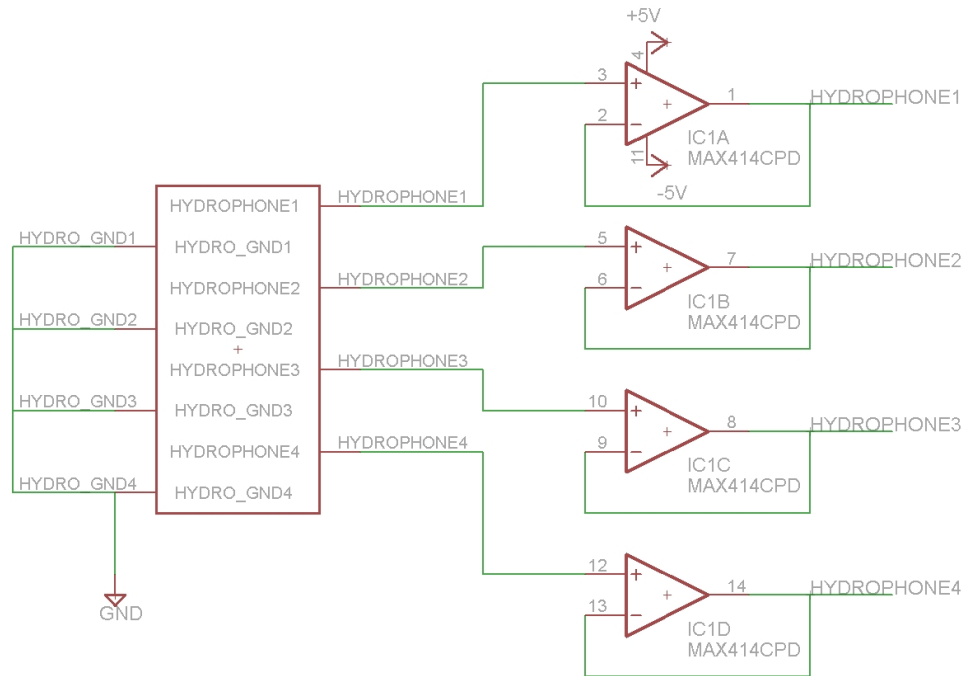 +5V
4
3
2
1
HYDROPHONE1
IC1A
MAX414CPD
11
-5V
HYDROPHONE1
HYDROPHONE1
HYDRO_GND1
HYDRO_GND1
HYDROPHONE2
HYDROPHONE2
HYDRO_GND2
HYDRO_GND2
HYDROPHONE3
HYDROPHONE3
HYDRO_GND3
HYDRO_GND3
HYDROPHONE4
HYDROPHONE4
HYDRO_GND4
HYDRO_GND4
GND
5
6
7
HYDROPHONE2
IC1B
MAX414CPD
10
9
8
HYDROPHONE3
IC1C
MAX414CPD
12
13
14
HYDROPHONE4
IC1D
MAX414CPD